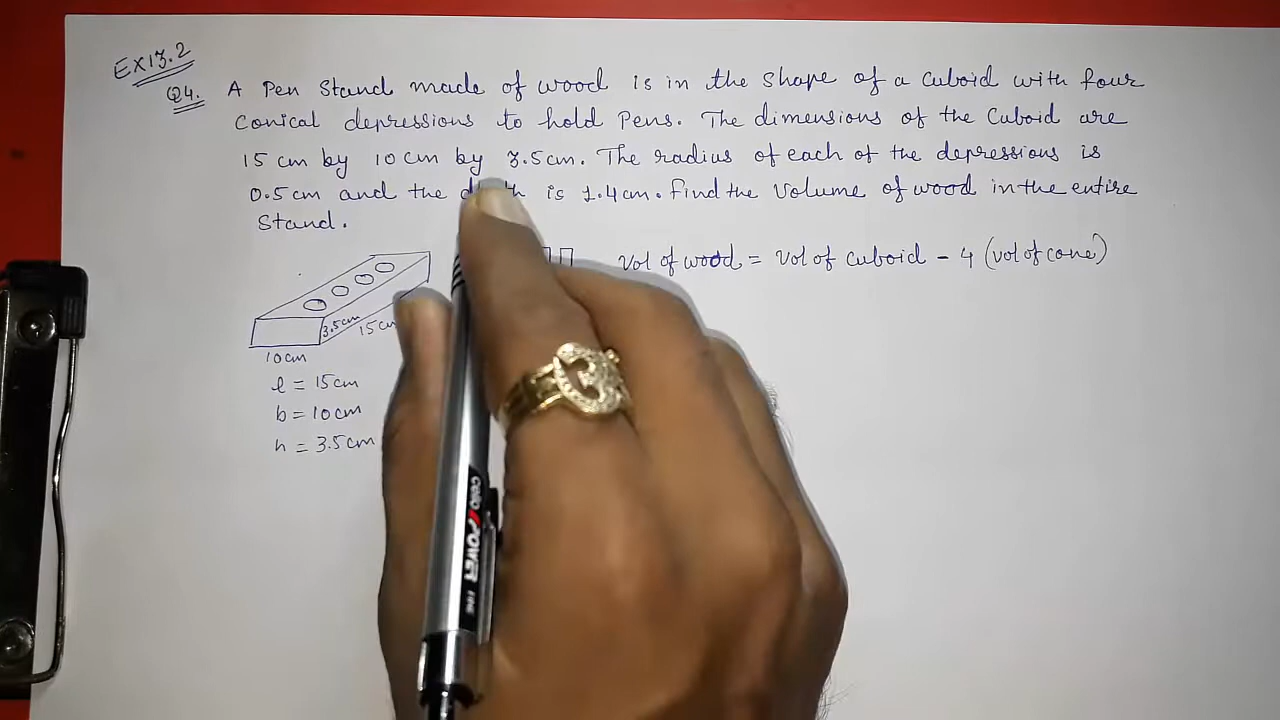 Ex 13.2
Q4. A Pen Stand made of wood is in the shape of a cuboid with four
conical depressions to hold Pens. The dimensions of the Cuboid are
15 cm by 10 cm by 3.5 cm. The radius of each of the depressions is
0.5 cm and the is 1.4 cm. find the Volume of wood in the entire
Stand.
vol of wood = vol of cuboid - 4 (vol of cone)
3.5cm
15cm
10cm
l = 15cm
b = 10cm
h = 3.5cm
cello POWER